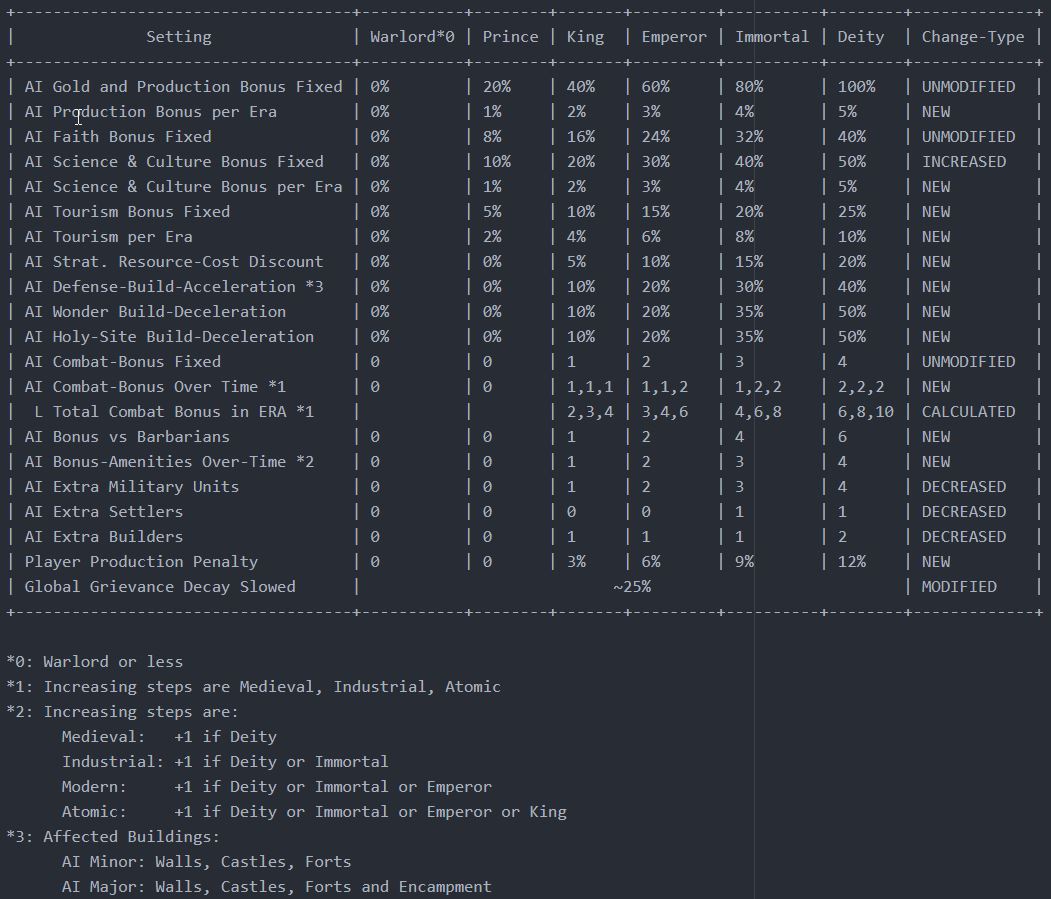 +------------------------------------+-----------+--------+-------+---------+----------+--------+-------------+
|              Setting               | Warlord*0 | Prince | King  | Emperor | Immortal | Deity  | Change-Type |
+------------------------------------+-----------+--------+-------+---------+----------+--------+-------------+
| AI Gold and Production Bonus Fixed | 0%        | 20%    | 40%   | 60%     | 80%      | 100%   | UNMODIFIED  |
| AI Production Bonus per Era        | 0%        | 1%     | 2%    | 3%      | 4%       | 5%     | NEW         |
| AI Faith Bonus Fixed               | 0%        | 8%     | 16%   | 24%     | 32%      | 40%    | UNMODIFIED  |
| AI Science & Culture Bonus Fixed   | 0%        | 10%    | 20%   | 30%     | 40%      | 50%    | INCREASED   |
| AI Science & Culture Bonus per Era | 0%        | 1%     | 2%    | 3%      | 4%       | 5%     | NEW         |
| AI Tourism Bonus Fixed             | 0%        | 5%     | 10%   | 15%     | 20%      | 25%    | NEW         |
| AI Tourism per Era                 | 0%        | 2%     | 4%    | 6%      | 8%       | 10%    | NEW         |
| AI Strat. Resource-Cost Discount   | 0%        | 0%     | 5%    | 10%     | 15%      | 20%    | NEW         |
| AI Defense-Build-Acceleration *3   | 0%        | 0%     | 10%   | 20%     | 30%      | 40%    | NEW         |
| AI Wonder Build-Deceleration       | 0%        | 0%     | 10%   | 20%     | 35%      | 50%    | NEW         |
| AI Holy-Site Build-Deceleration    | 0%        | 0%     | 10%   | 20%     | 35%      | 50%    | NEW         |
| AI Combat-Bonus Fixed              | 0         | 0      | 1     | 2       | 3        | 4      | UNMODIFIED  |
| AI Combat-Bonus Over Time *1       | 0         | 0      | 1,1,1 | 1,1,2   | 1,2,2    | 2,2,2  | NEW         |
|  L Total Combat Bonus in ERA *1    |           |        | 2,3,4 | 3,4,6   | 4,6,8    | 6,8,10 | CALCULATED  |
| AI Bonus vs Barbarians             | 0         | 0      | 1     | 2       | 4        | 6      | NEW         |
| AI Bonus-Amenities Over-Time *2    | 0         | 0      | 1     | 2       | 3        | 4      | NEW         |
| AI Extra Military Units            | 0         | 0      | 1     | 2       | 3        | 4      | DECREASED   |
| AI Extra Settlers                  | 0         | 0      | 0     | 0       | 1        | 1      | DECREASED   |
| AI Extra Builders                  | 0         | 0      | 1     | 1       | 1        | 2      | DECREASED   |
| Player Production Penalty          | 0         | 0      | 3%    | 6%      | 9%       | 12%    | NEW         |
| Global Grievance Decay Slowed      |                           ~25%                           | MODIFIED    |
+------------------------------------+-----------+--------+-------+---------+----------+--------+-------------+
*0: Warlord or less
*1: Increasing steps are Medieval, Industrial, Atomic
*2: Increasing steps are:
      Medieval:   +1 if Deity
      Industrial: +1 if Deity or Immortal
      Modern:     +1 if Deity or Immortal or Emperor
      Atomic:     +1 if Deity or Immortal or Emperor or King
*3: Affected Buildings:
      AI Minor: Walls, Castles, Forts
      AI Major: Walls, Castles, Forts and Encampment